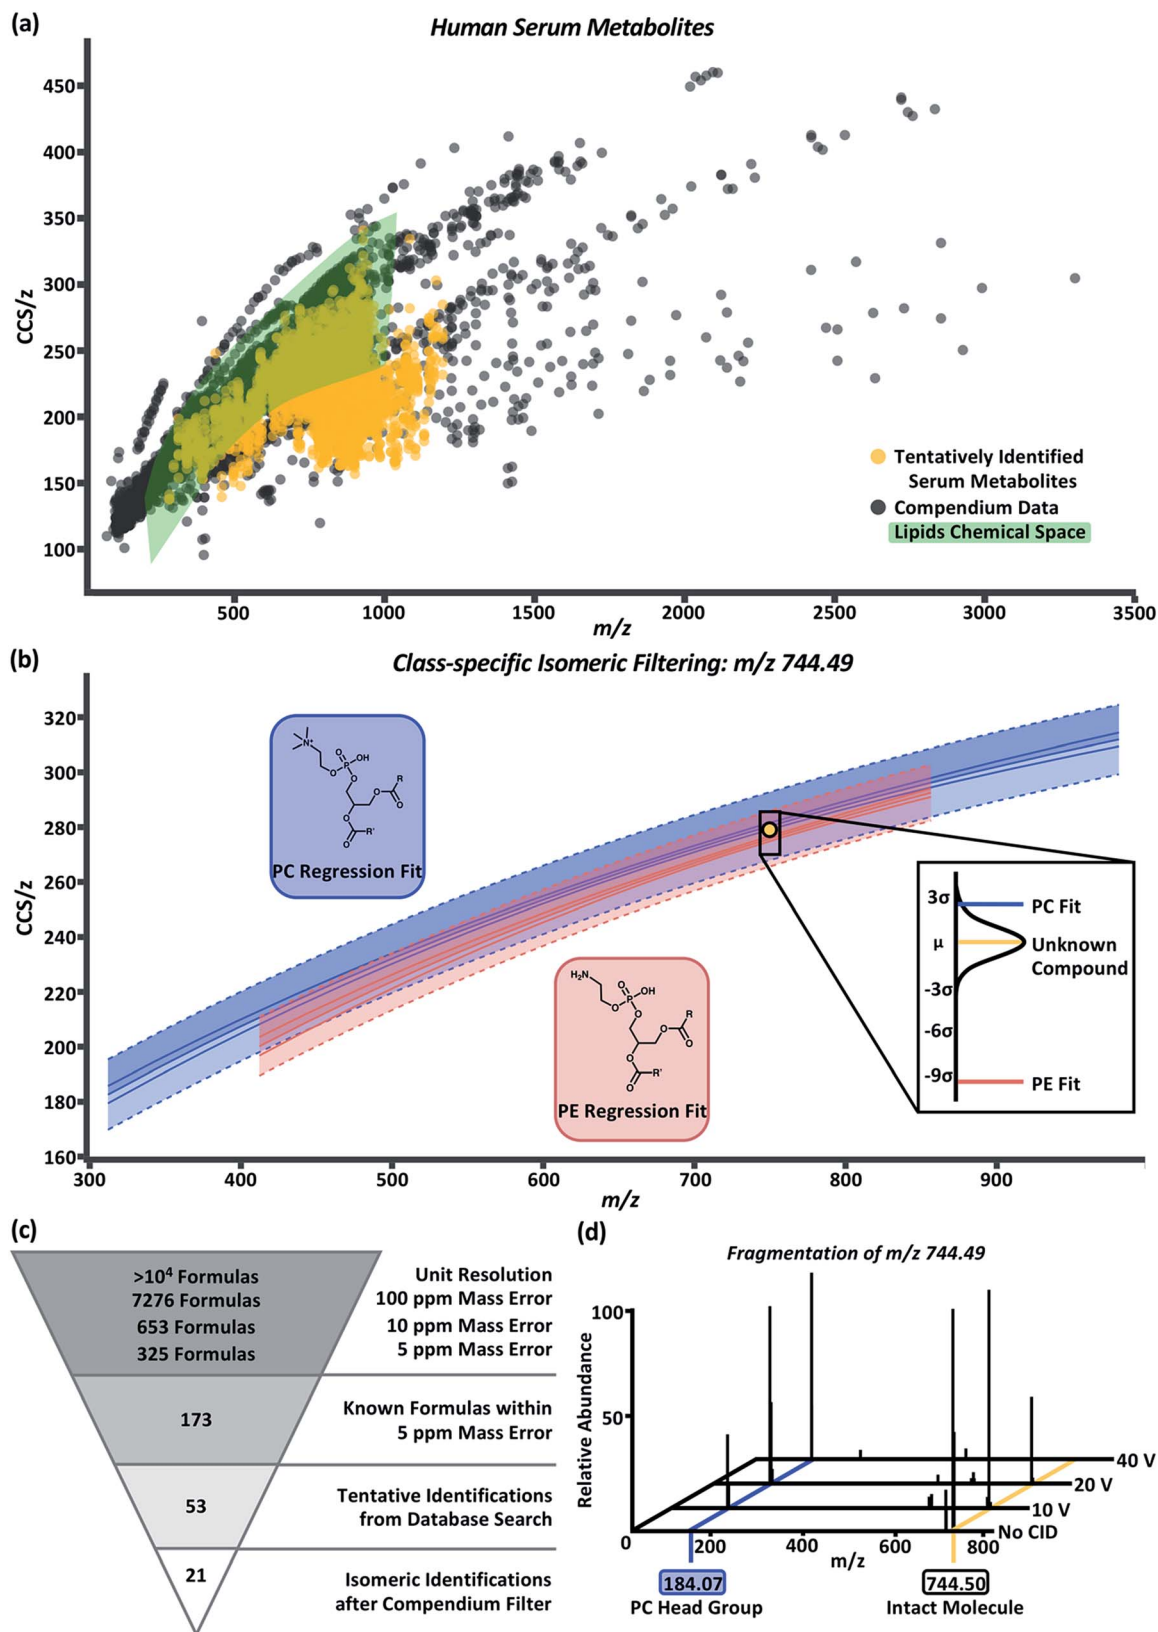 (a)
Human Serum Metabolites
CCS/z
450
400
350
300
250
200
150
100
500
1000
1500
2000
2500
3000
3500
m/z
Tentatively Identified
Serum Metabolites
Compendium Data
Lipids Chemical Space
(b)
Class-specific Isomeric Filtering: m/z 744.49
CCS/z
320
300
280
260
240
220
200
180
160
300
400
500
600
700
800
900
m/z
N+
O
O
P
OH
O
O
R
O
O
O
R'
PC Regression Fit
H₂N
O
O
P
OH
O
O
R
O
O
O
R'
PE Regression Fit
3σ
μ
-3σ
-6σ
-9σ
PC Fit
Unknown
Compound
PE Fit
(c)
>10⁴ Formulas
7276 Formulas
653 Formulas
325 Formulas
Unit Resolution
100 ppm Mass Error
10 ppm Mass Error
5 ppm Mass Error
173
Known Formulas within
5 ppm Mass Error
53
Tentative Identifications
from Database Search
21
Isomeric Identifications
after Compendium Filter
(d)
Fragmentation of m/z 744.49
Relative Abundance
100
50
0
200
400
600
800
m/z
40 V
20 V
10 V
No CID
184.07
PC Head Group
744.50
Intact Molecule